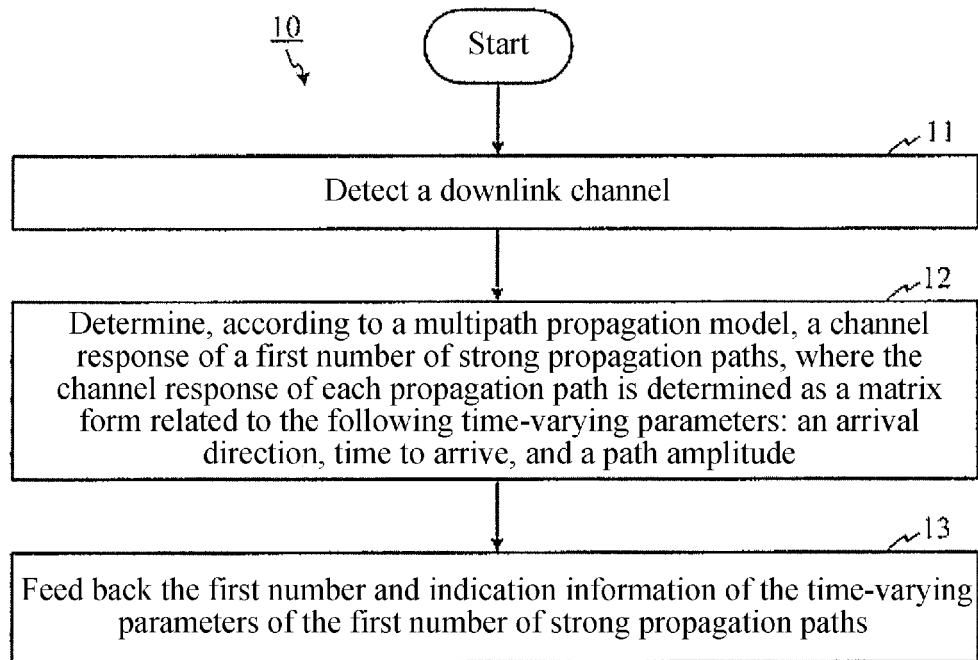 10
Start
11
Detect a downlink channel
12
Determine, according to a multipath propagation model, a channel
response of a first number of strong propagation paths, where the
channel response of each propagation path is determined as a matrix
form related to the following time-varying parameters: an arrival
direction, time to arrive, and a path amplitude
13
Feed back the first number and indication information of the time-varying
parameters of the first number of strong propagation paths